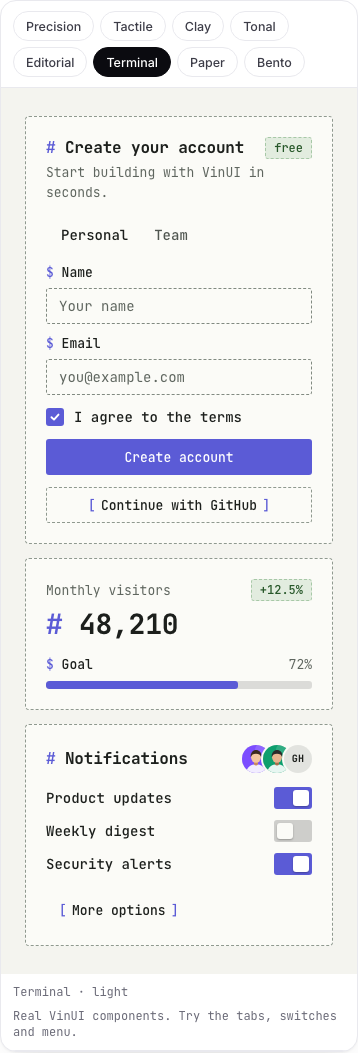 Precision Tactile Clay Tonal
Editorial Terminal Paper Bento
# Create your account free
Start building with VinUI in
seconds.
Personal Team
$ Name
Your name
$ Email
you@example.com
I agree to the terms
Create account
[ Continue with GitHub ]
Monthly visitors +12.5%
# 48,210
$ Goal 72%
# Notifications GH
Product updates
Weekly digest
Security alerts
[ More options ]
Terminal · light
Real VinUI components. Try the tabs, switches
and menu.